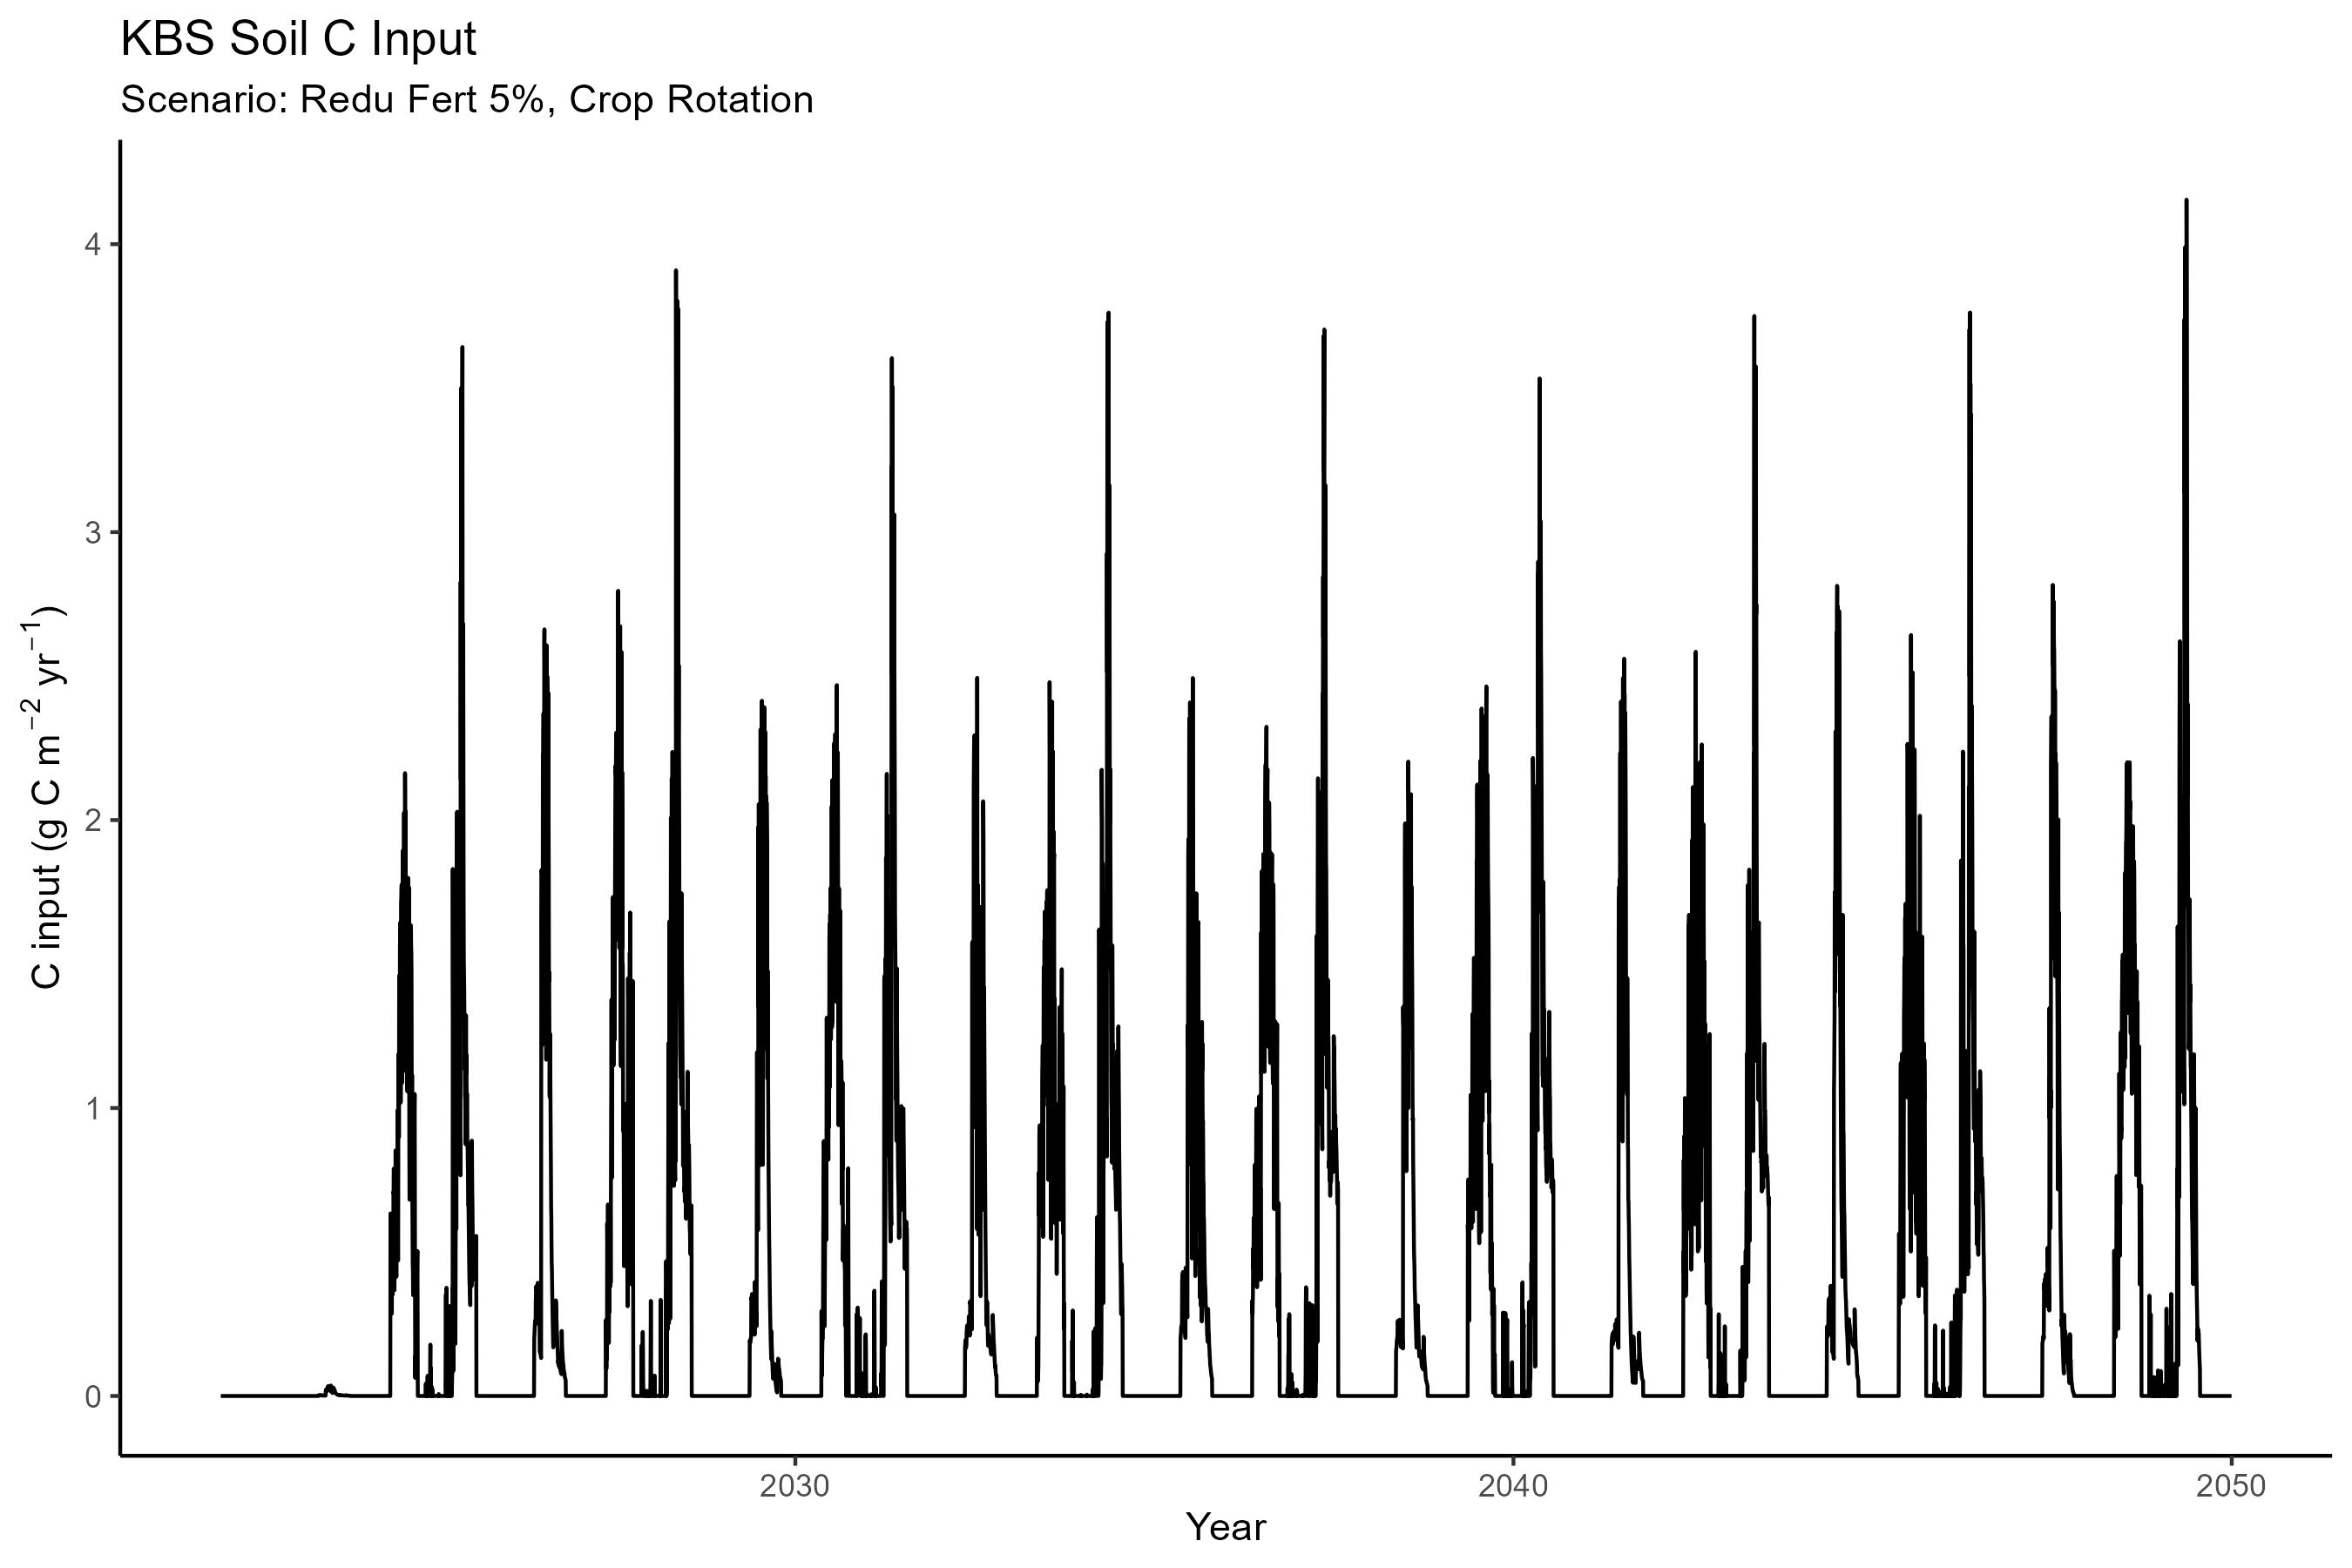 KBS Soil C Input
Scenario: Redu Fert 5%, Crop Rotation
C input (g C m⁻² yr⁻¹)
4
3
2
1
0
2030
2040
2050
Year